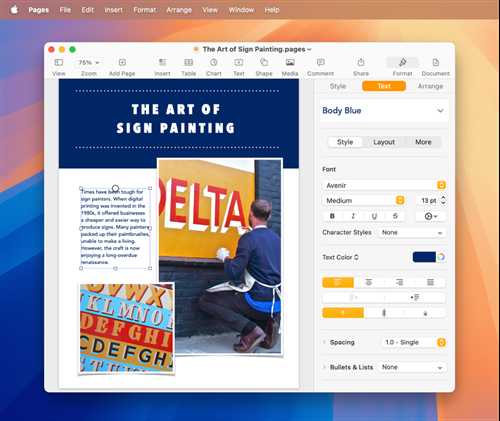 Pages File Edit Insert Format Arrange View Window Help
The Art of Sign Painting.pages
75%
View Zoom Add Page Insert Table Chart Text Shape Media Comment Share Format Document
Style Text Arrange
Body Blue
Style Layout More
Font
Avenir
Medium 13 pt
B I U S
Character Styles None
Text Color
Spacing 1.0 - Single
Bullets & Lists None
THE ART OF
SIGN PAINTING
Times have been tough for
sign painters. When digital
printing was invented in the
1980s, it offered businesses
a cheaper and easier way to
produce signs. Many painters
packed up their paintbrushes,
unable to make a living.
However, the craft is now
enjoying a long-overdue
renaissance.
DELTA
UVWX
KLMNO
DEFGHI
CDEFGH